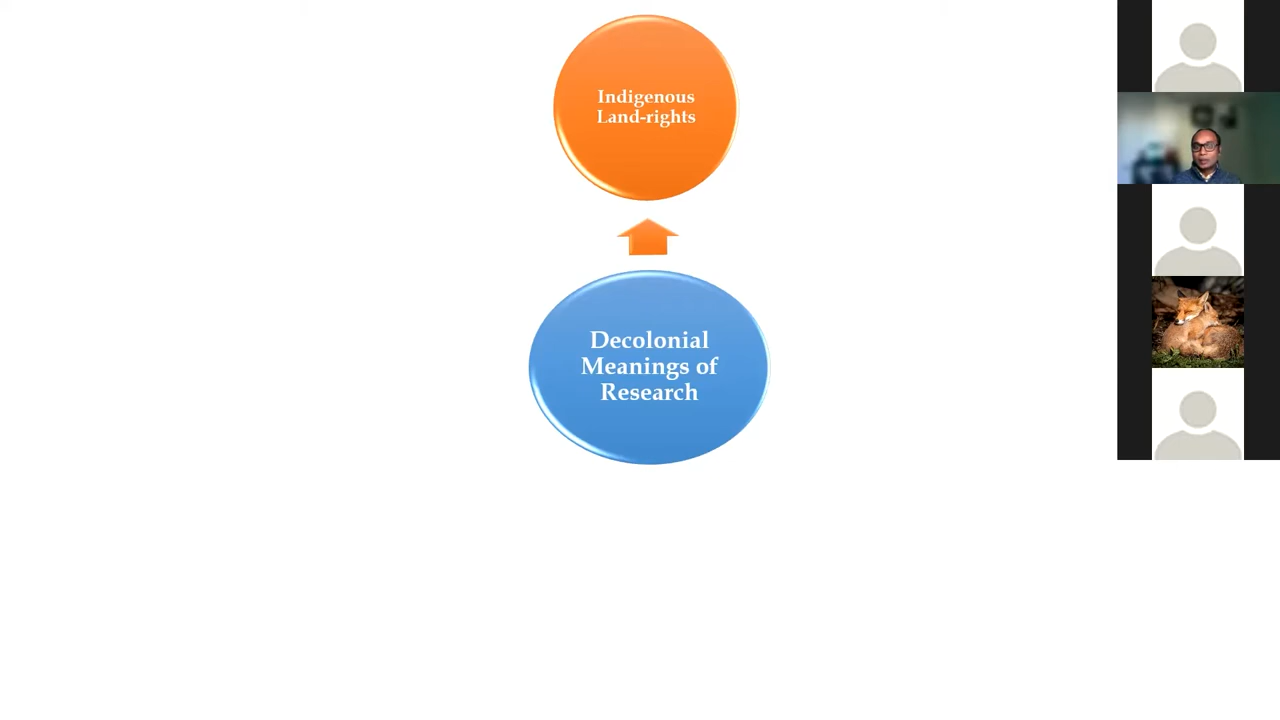 Indigenous
Land-rights
Decolonial
Meanings of
Research